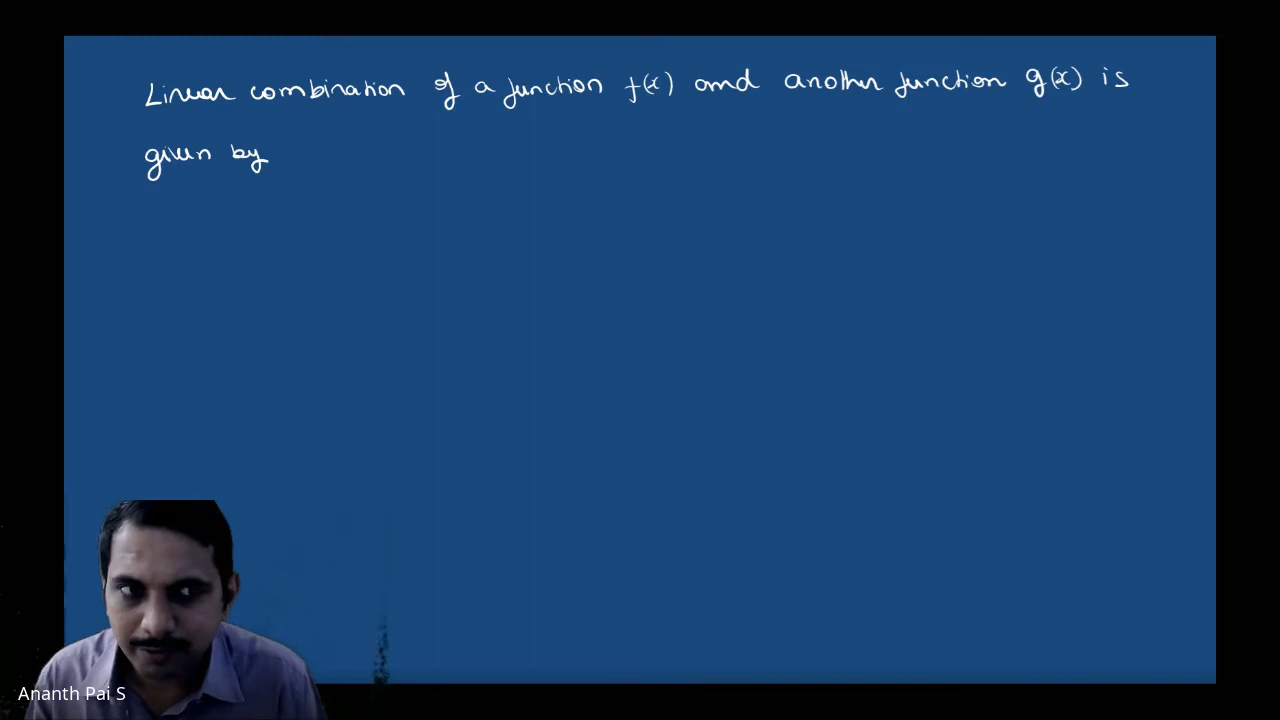 Linear combination of a function f(x) and another function g(x) is
given by
Ananth Pai S